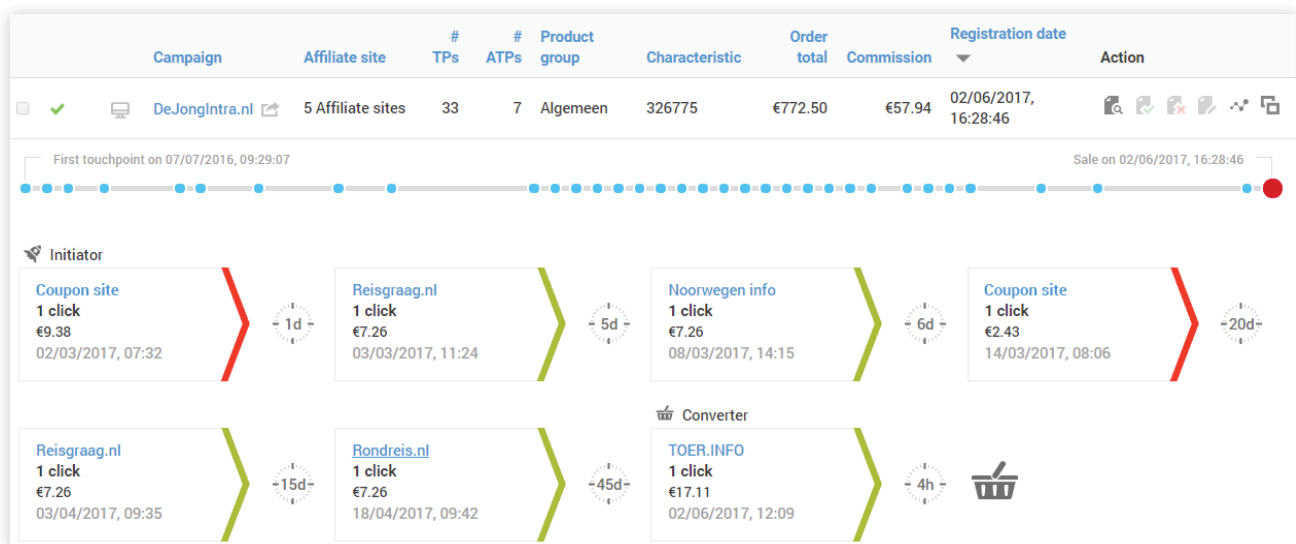 Campaign Affiliate site # TPs # ATPs Product group Characteristic Order total Commission Registration date Action
DeJongIntra.nl 5 Affiliate sites 33 7 Algemeen 326775 €772.50 €57.94 02/06/2017, 16:28:46
First touchpoint on 07/07/2016, 09:29:07 Sale on 02/06/2017, 16:28:46
Initiator
Coupon site
1 click
€9.38
02/03/2017, 07:32
1d
Reisgraag.nl
1 click
€7.26
03/03/2017, 11:24
5d
Noorwegen info
1 click
€7.26
08/03/2017, 14:15
6d
Coupon site
1 click
€2.43
14/03/2017, 08:06
20d
Reisgraag.nl
1 click
€7.26
03/04/2017, 09:35
15d
Rondreis.nl
1 click
€7.26
18/04/2017, 09:42
45d
Converter
TOER.INFO
1 click
€17.11
02/06/2017, 12:09
4h